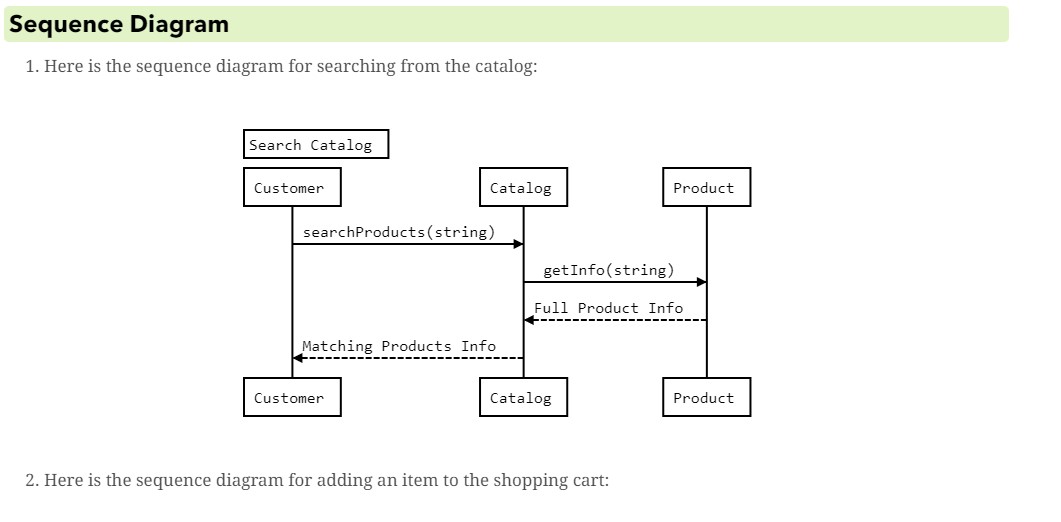 Sequence Diagram
1. Here is the sequence diagram for searching from the catalog:
Search Catalog
Customer
Catalog
Product
searchProducts(string)
getInfo(string)
Full Product Info
Matching Products Info
Customer
Catalog
Product
2. Here is the sequence diagram for adding an item to the shopping cart: